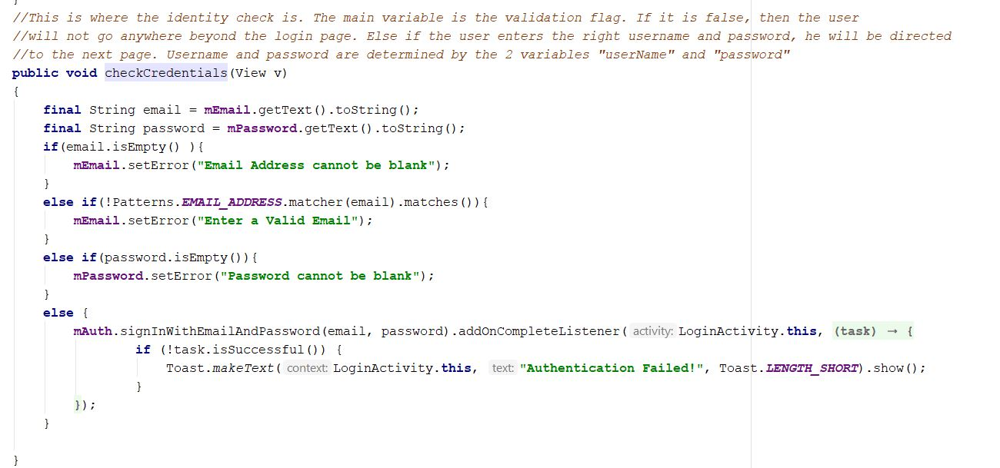 }
//This is where the identity check is. The main variable is the validation flag. If it is false, then the user
//will not go anywhere beyond the login page. Else if the user enters the right username and password, he will be directed
//to the next page. Username and password are determined by the 2 variables "userName" and "password"
public void checkCredentials(View v)
{
    final String email = mEmail.getText().toString();
    final String password = mPassword.getText().toString();
    if(email.isEmpty() ){
        mEmail.setError("Email Address cannot be blank");
    }
    else if(!Patterns.EMAIL_ADDRESS.matcher(email).matches()){
        mEmail.setError("Enter a Valid Email");
    }
    else if(password.isEmpty()){
        mPassword.setError("Password cannot be blank");
    }
    else {
        mAuth.signInWithEmailAndPassword(email, password).addOnCompleteListener( activity: LoginActivity.this, (task) → {
                if (!task.isSuccessful()) {
                    Toast.makeText( context: LoginActivity.this, text: "Authentication Failed!", Toast.LENGTH_SHORT).show();
                }
        });
    }
}